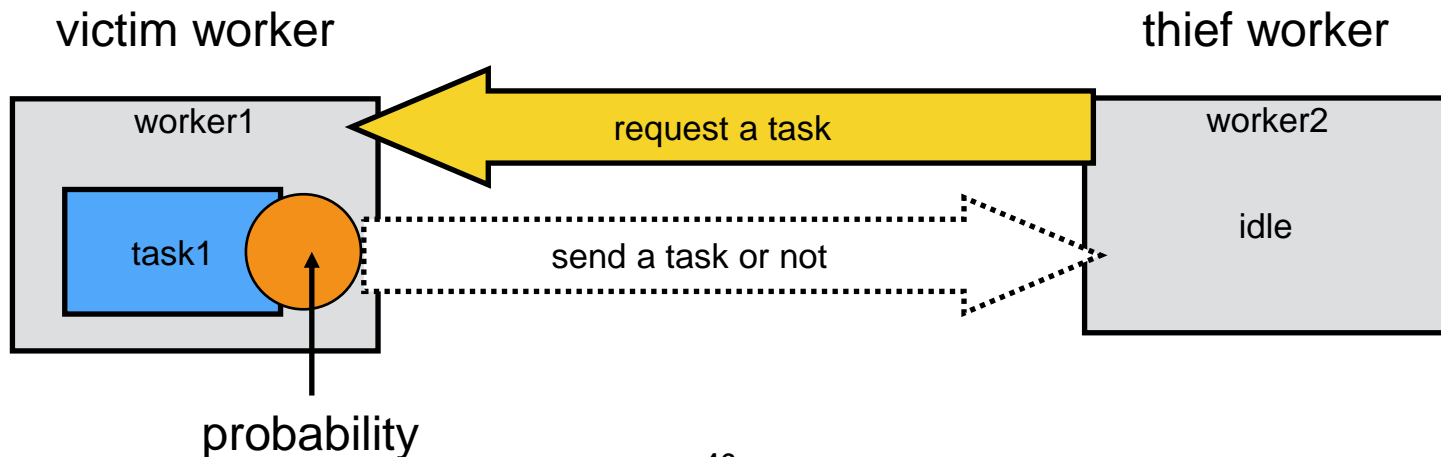 victim worker
thief worker
worker1
request a task
worker2
task1
send a task or not
idle
probability